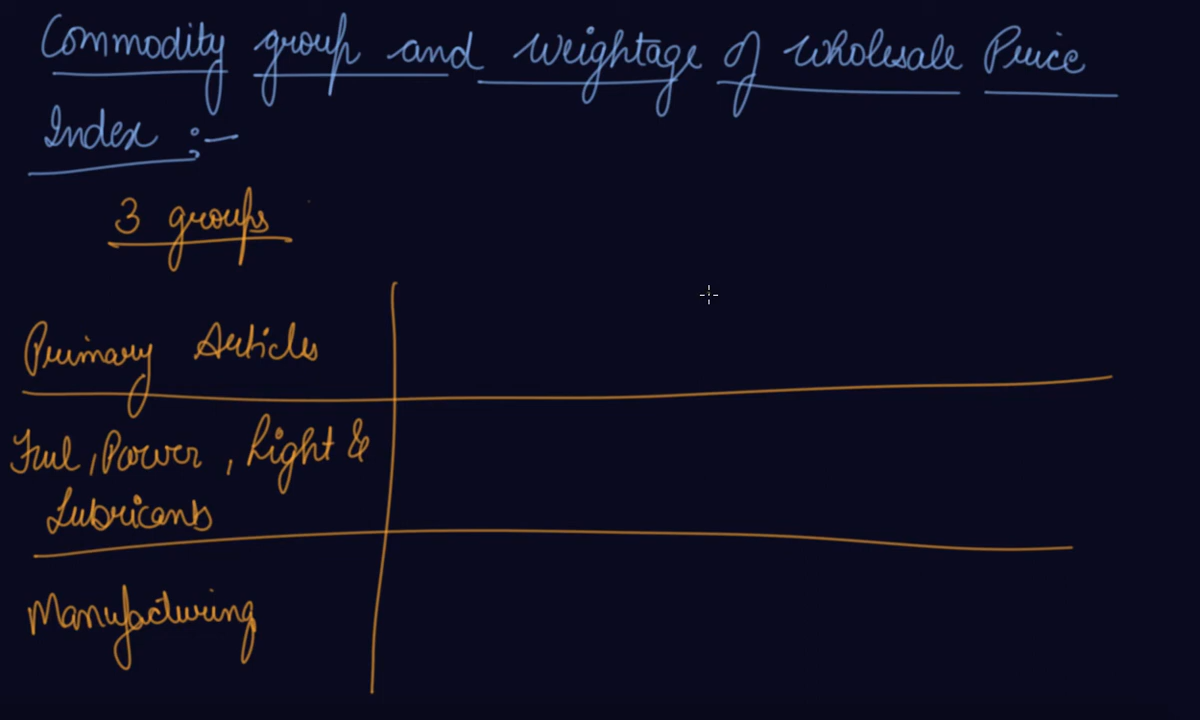 Commodity group and weightage of Wholesale Price
Index :-
3 groups
Primary Articles
Fuel, Power, Light &
Lubricants
Manufacturing